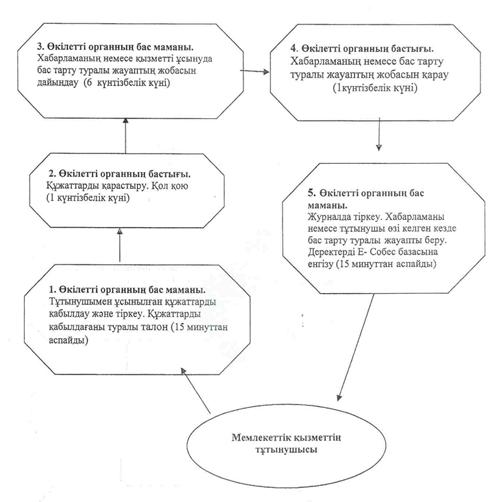 3. Өкілетті органның бас маманы.
Хабарламаның немесе қызметті ұсынуда
бас тарту туралы жауаптың жобасын
дайындау (6 күнтізбелік күні)
4. Өкілетті органның бастығы.
Хабарламаның немесе бас тарту
туралы жауаптың жобасын қарау
(1күнтізбелік күні)
2. Өкілетті органның бастығы.
Құжаттарды қарастыру. Қол қою
(1 күнтізбелік күні)
5. Өкілетті органның бас
маманы.
Журналда тіркеу. Хабарламаны
немесе тұтынушы өзі келген кезде
бас тарту туралы жауапты беру.
Деректерді Е- Собес базасына
енгізу (15 минуттан аспайды)
1. Өкілетті органның бас маманы.
Тұтынушымен ұсынылған құжаттарды
қабылдау және тіркеу. Құжаттарды
қабылдағаны туралы талон (15 минуттан
аспайды)
Мемлекеттік қызметтің
тұтынушысы